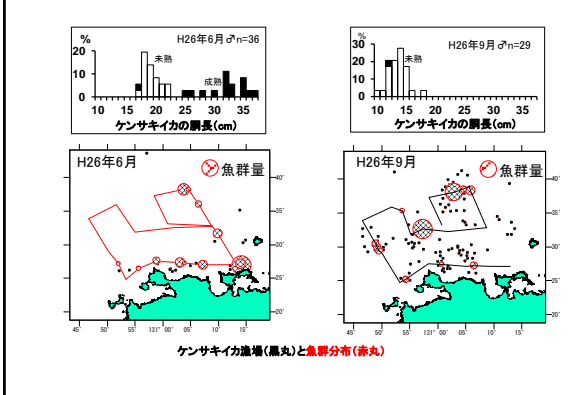 %
H26年6月♂n=36
20
未熟
10
成熟
0
10 15 20 25 30 35
ケンサキイカの胴長(cm)
%
H26年9月♂n=29
30
未熟
20
10
0
10 15 20 25 30 35
ケンサキイカの胴長(cm)
H26年6月
魚群量
40'
35'
30'
25'
20'
45' 50' 55' 131° 00' 05' 10' 15'
H26年9月
魚群量
40'
35'
30'
25'
20'
45' 50' 55' 131° 00' 05' 10' 15'
ケンサキイカ漁場(黒丸)と魚群分布(赤丸)